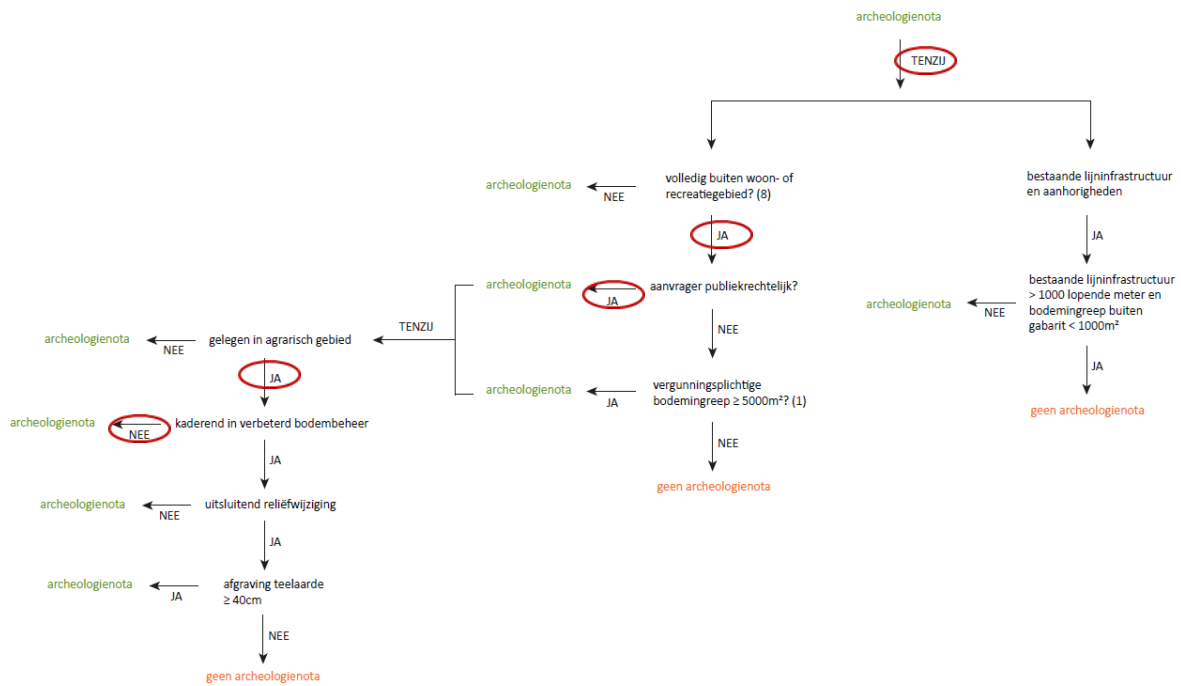 archeologienota
TENZIJ
archeologienota
NEE
volledig buiten woon- of
recreatiegebied? (8)
bestaande lijninfrastructuur
en aanhorigheden
JA
JA
archeologienota
JA
aanvrager publiekrechtelijk?
archeologienota
NEE
bestaande lijninfrastructuur
> 1000 lopende meter en
bodemingreep buiten
gabarit < 1000m²
TENZIJ
NEE
archeologienota
NEE
gelegen in agrarisch gebied
JA
archeologienota
JA
vergunningsplichtige
bodemingreep ≥ 5000m²? (1)
JA
geen archeologienota
archeologienota
NEE
kaderend in verbeterd bodembeheer
NEE
JA
geen archeologienota
archeologienota
NEE
uitsluitend reliëfwijziging
JA
archeologienota
JA
afgraving teelaarde
≥ 40cm
NEE
geen archeologienota